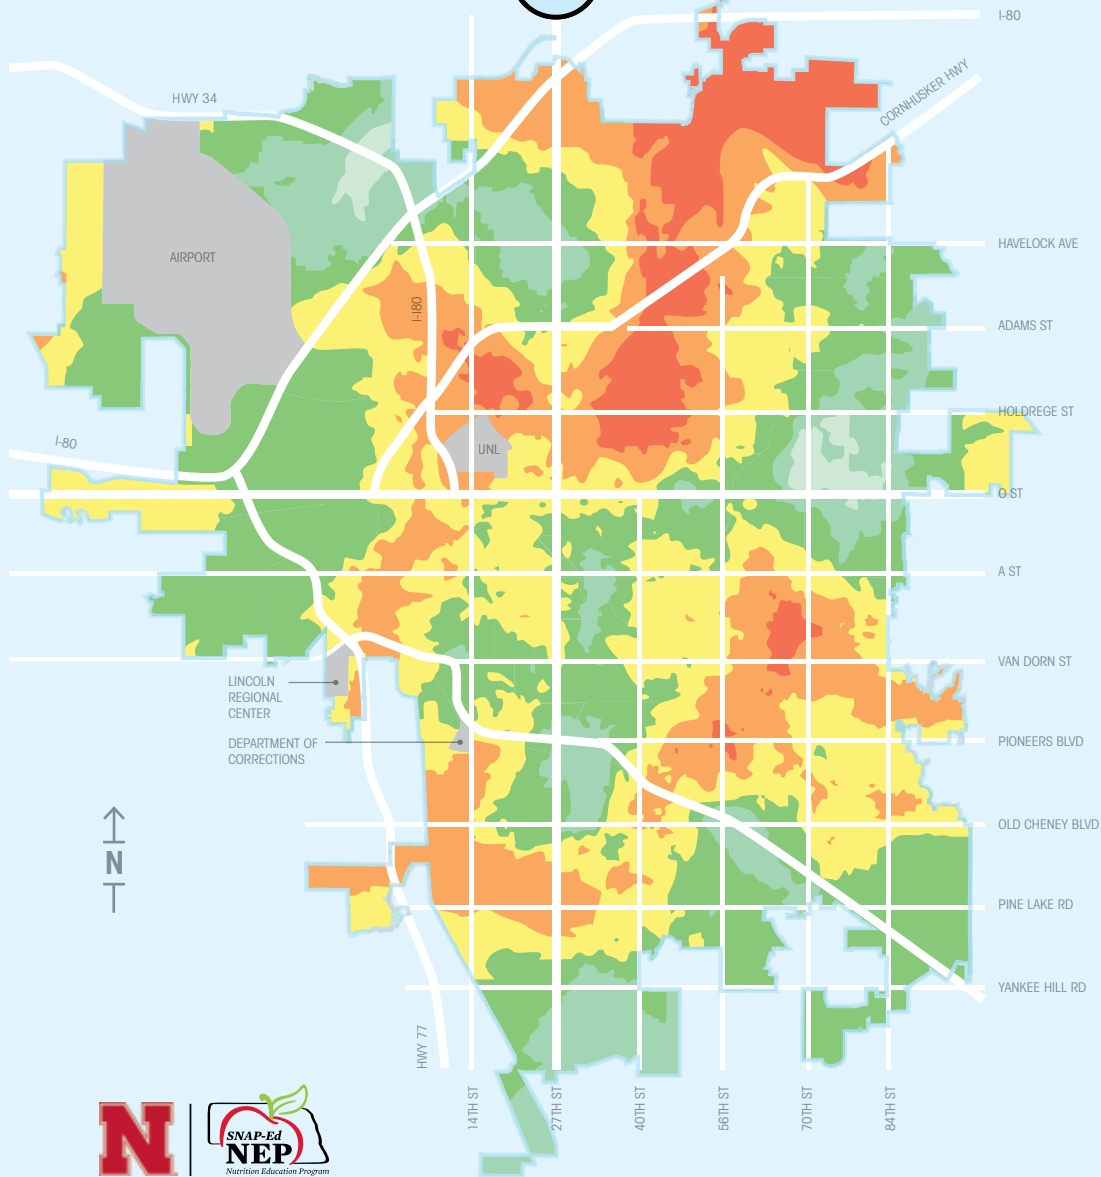 I-80
CORNHUSKER HWY
HWY 34
HAVELOCK AVE
AIRPORT
I-180
ADAMS ST
HOLDREGE ST
I-80
UNL
O ST
A ST
VAN DORN ST
LINCOLN
REGIONAL
CENTER
DEPARTMENT OF
CORRECTIONS
PIONEERS BLVD
OLD CHENEY BLVD
N
PINE LAKE RD
YANKEE HILL RD
HWY 77
14TH ST
27TH ST
40TH ST
56TH ST
70TH ST
84TH ST
N
SNAP-Ed
NEP
Nutrition Education Program